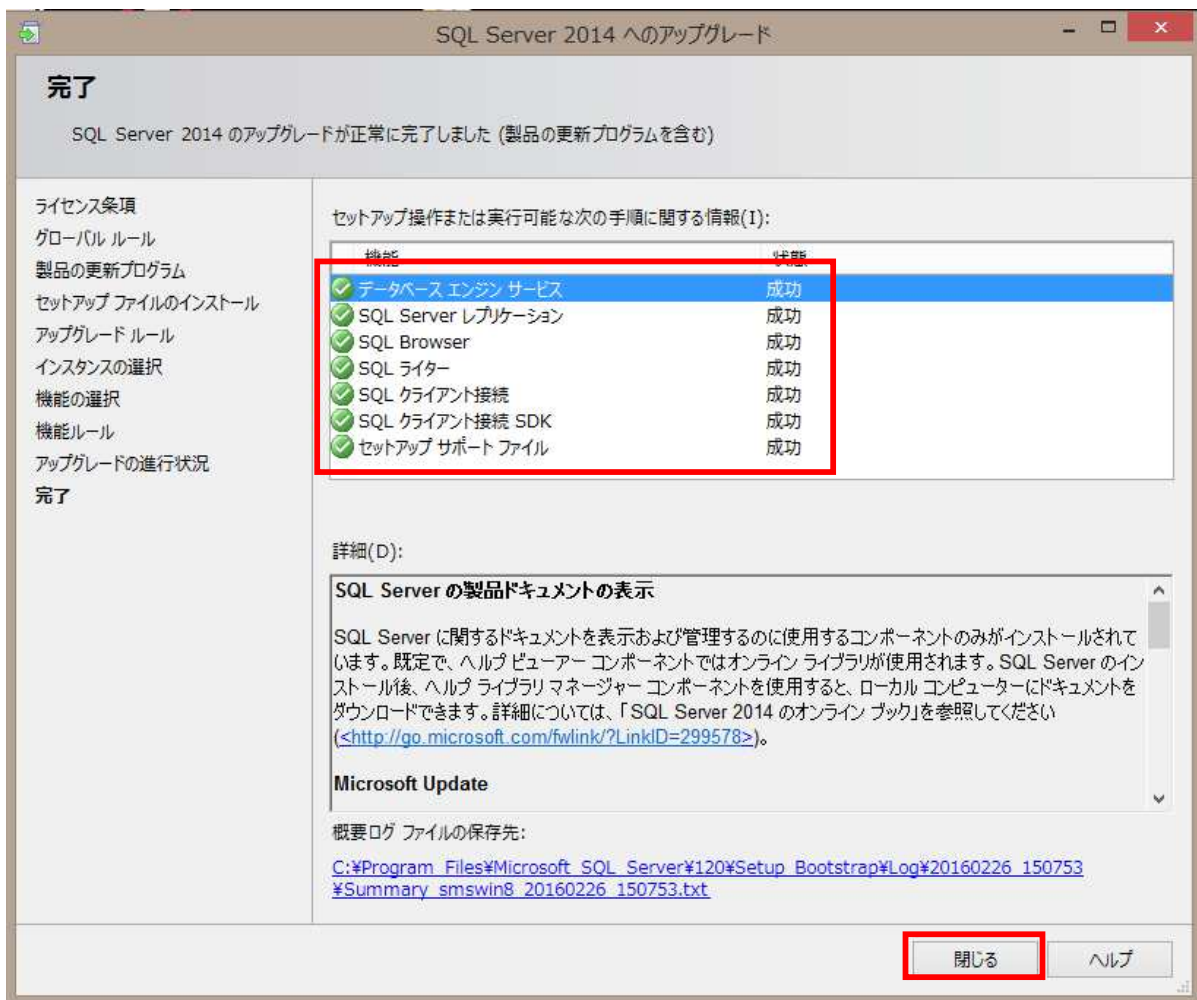 SQL Server 2014 へのアップグレード
完了
SQL Server 2014 のアップグレードが正常に完了しました (製品の更新プログラムを含む)
ライセンス条項
グローバル ルール
製品の更新プログラム
セットアップ ファイルのインストール
アップグレード ルール
インスタンスの選択
機能の選択
機能ルール
アップグレードの進行状況
完了
セットアップ操作または実行可能な次の手順に関する情報(I):
機能 状態
データベース エンジン サービス 成功
SQL Server レプリケーション 成功
SQL Browser 成功
SQL ライター 成功
SQL クライアント接続 成功
SQL クライアント接続 SDK 成功
セットアップ サポート ファイル 成功
詳細(D):
SQL Server の製品ドキュメントの表示
SQL Server に関するドキュメントを表示および管理するのに使用するコンポーネントのみがインストールされて
います。既定で、ヘルプ ビューアー コンポーネントではオンライン ライブラリが使用されます。SQL Server のイン
ストール後、ヘルプ ライブラリ マネージャー コンポーネントを使用すると、ローカル コンピューターにドキュメントを
ダウンロードできます。詳細については、「SQL Server 2014 のオンライン ブック」を参照してください
(<http://go.microsoft.com/fwlink/?LinkID=299578>)。
Microsoft Update
概要ログ ファイルの保存先:
C:¥Program Files¥Microsoft SQL Server¥120¥Setup Bootstrap¥Log¥20160226_150753
¥Summary_smswin8_20160226_150753.txt
閉じる ヘルプ